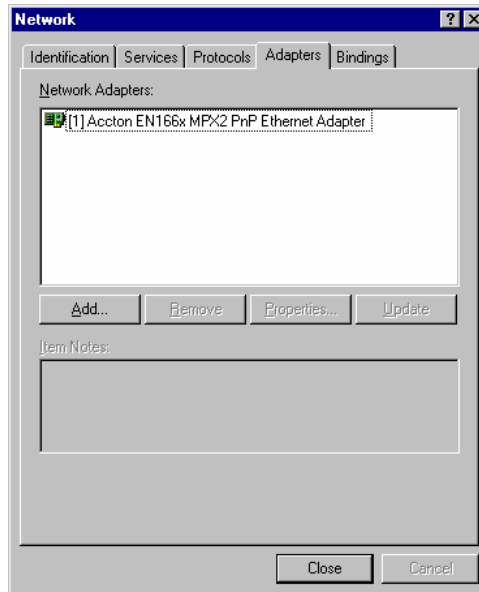 Network
Identification Services Protocols Adapters Bindings
Network Adapters:
[1] Accton EN166x MPX2 PnP Ethernet Adapter
Add... Remove Properties... Update
Item Notes:
Close Cancel